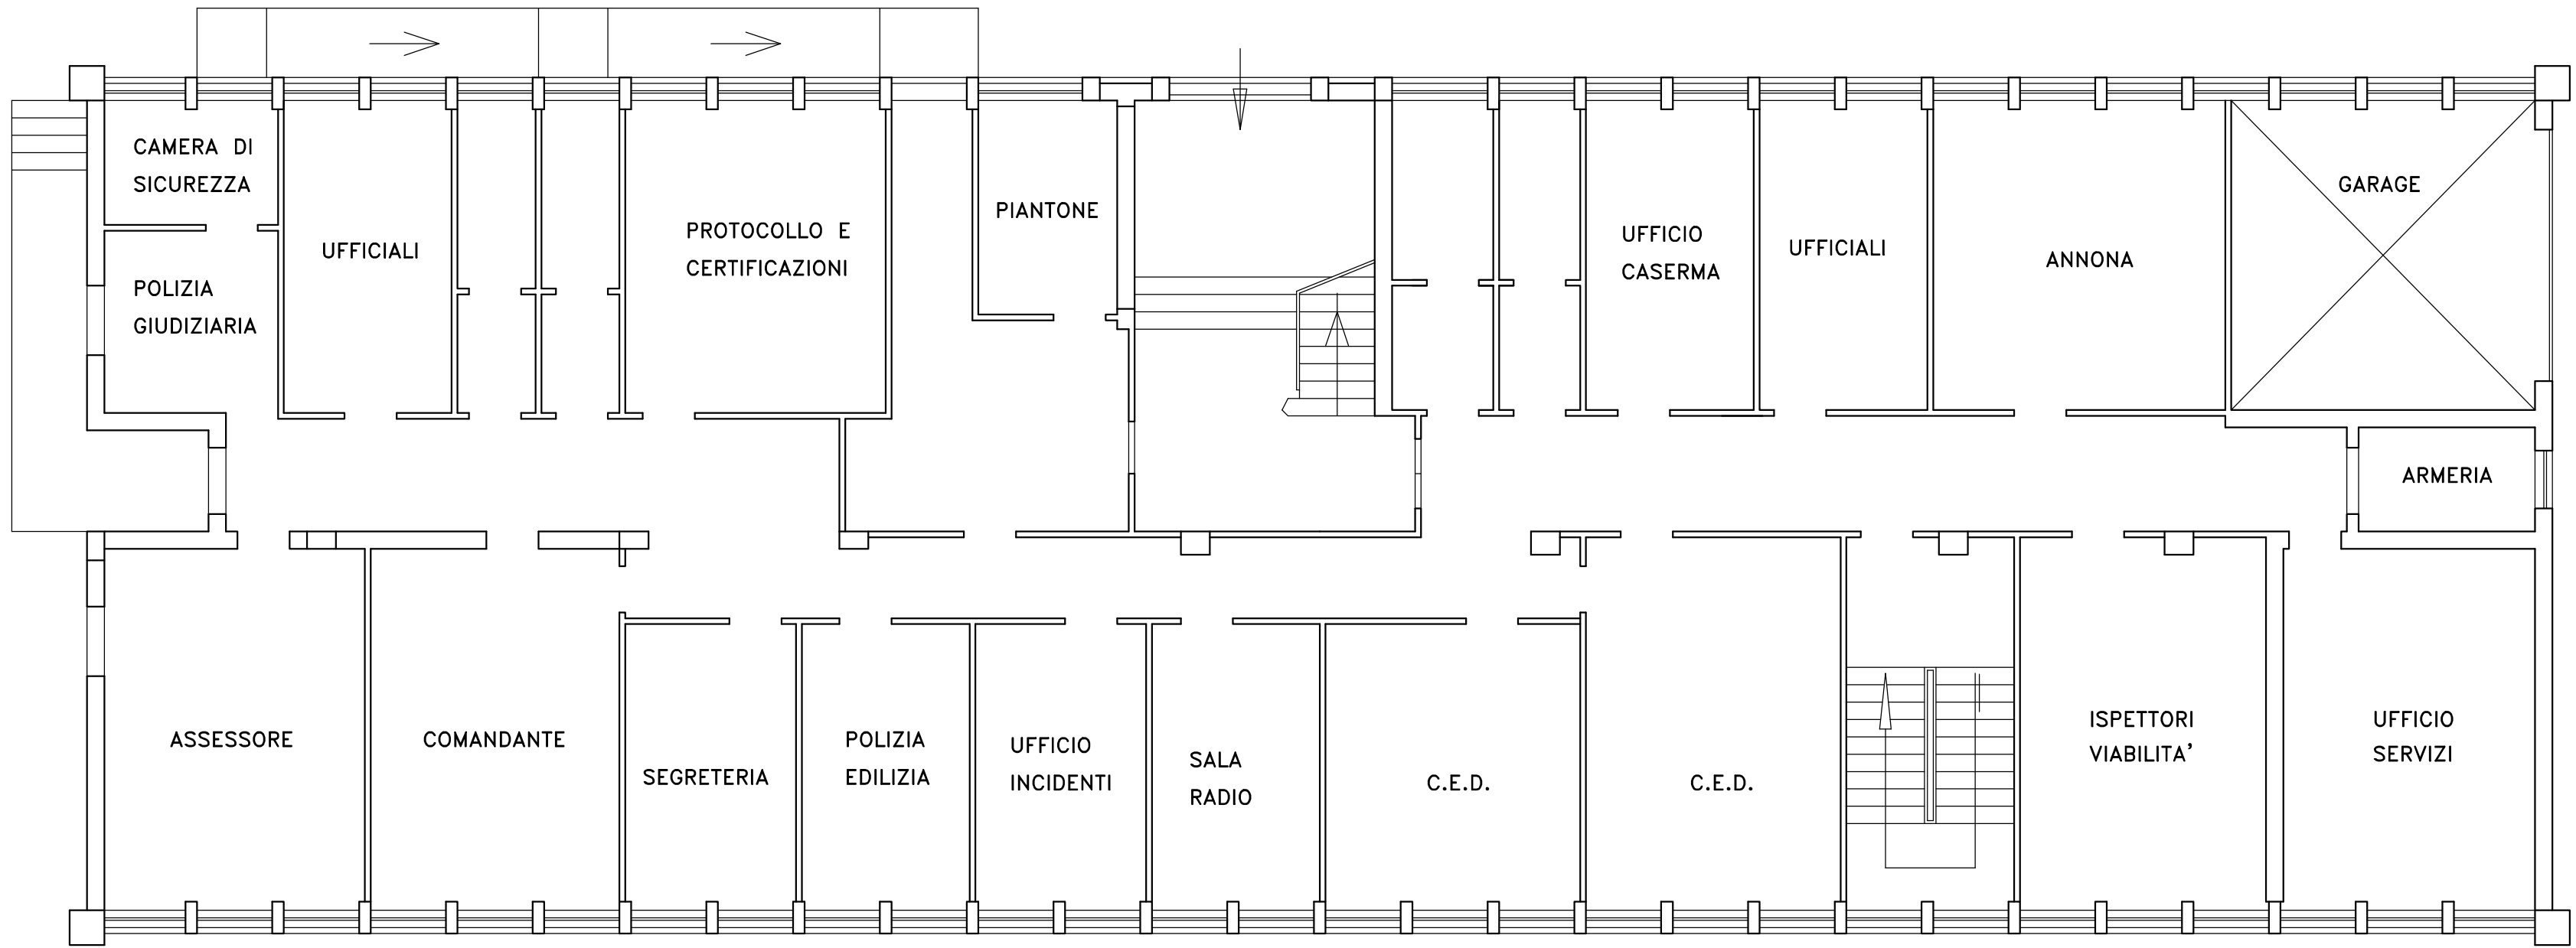 CAMERA DI
SICUREZZA
POLIZIA
GIUDIZIARIA
UFFICIALI
PROTOCOLLO E
CERTIFICAZIONI
PIANTONE
UFFICIO
CASERMA
UFFICIALI
ANNONA
GARAGE
ARMERIA
ASSESSORE
COMANDANTE
SEGRETERIA
POLIZIA
EDILIZIA
UFFICIO
INCIDENTI
SALA
RADIO
C.E.D.
C.E.D.
ISPETTORI
VIABILITA'
UFFICIO
SERVIZI